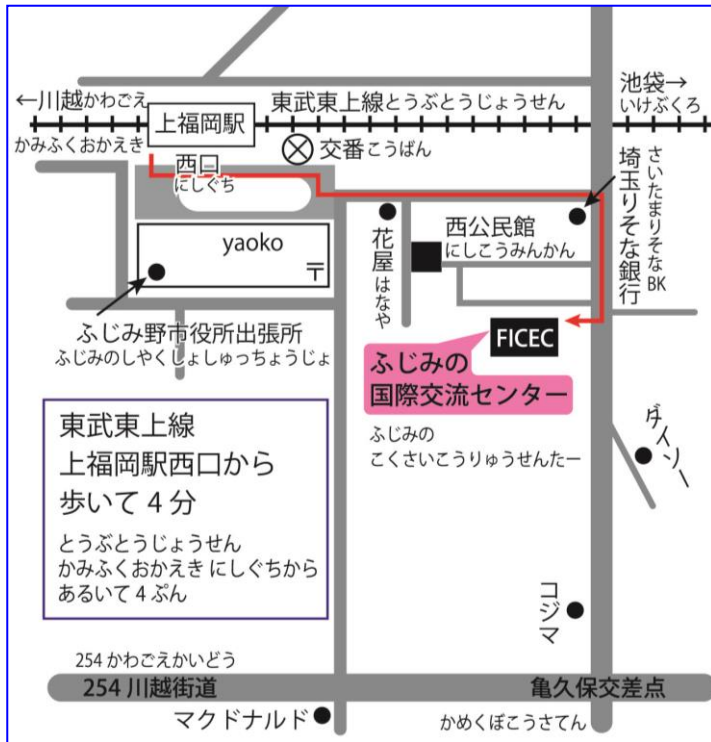 ←川越かわごえ
東武東上線とうぶとうじょうせん
池袋→
いけぶくろ
上福岡駅
かみふくおかえき
交番こうばん
西口
にしぐち
さいたまりそなBK
埼玉りそな銀行
花屋はなや
西公民館
にしこうみんかん
yaoko
〒
ふじみ野市役所出張所
ふじみのしやくしょしゅっちょうじょ
FICEC
ふじみの
国際交流センター
ふじみの
こくさいこうりゅうせんたー
ダイソー
東武東上線
上福岡駅西口から
歩いて4分
とうぶとうじょうせん
かみふくおかえき にしぐちから
あるいて4ぷん
コジマ
254 かわごえかいどう
254 川越街道
亀久保交差点
かめくぼこうさてん
マクドナルド